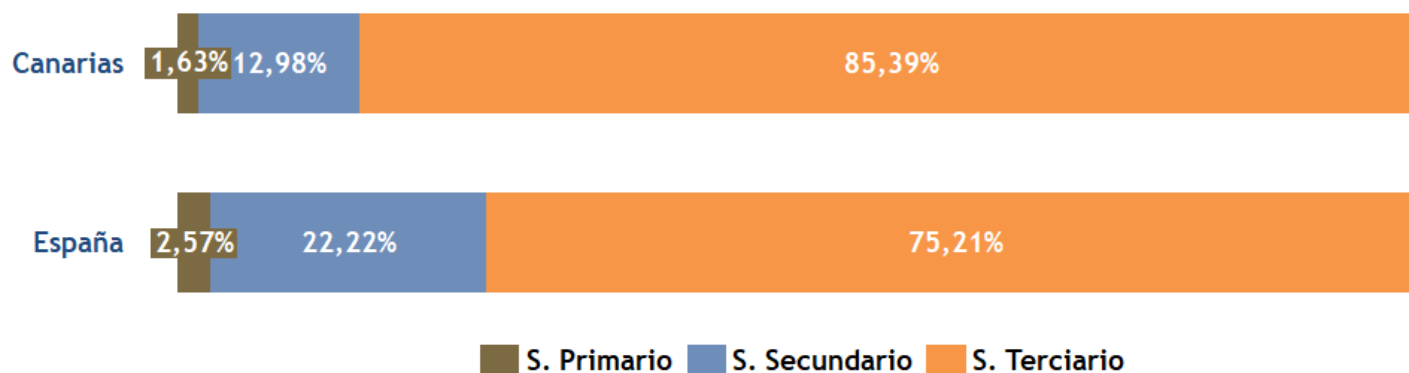 Canarias 1,63% 12,98% 85,39%
España 2,57% 22,22% 75,21%
S. Primario S. Secundario S. Terciario